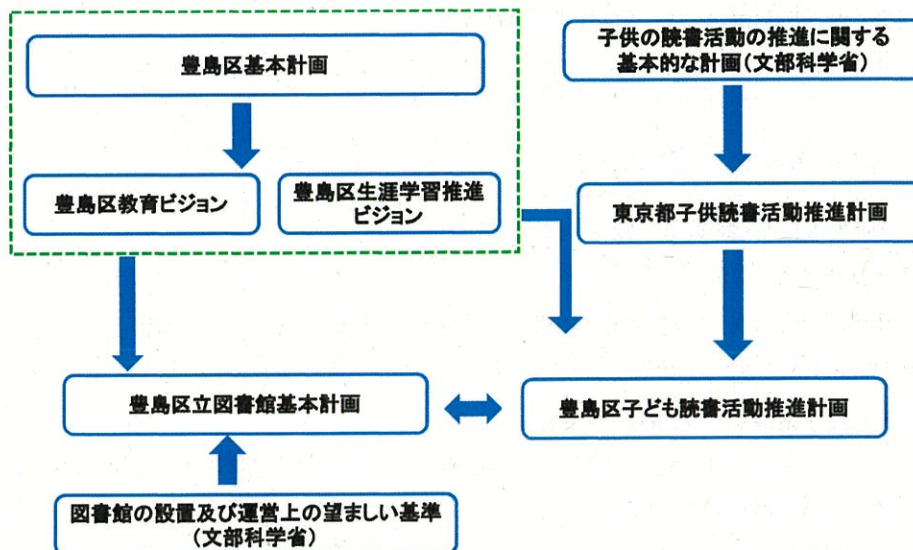 豊島区基本計画
子供の読書活動の推進に関する
基本的な計画(文部科学省)
豊島区教育ビジョン
豊島区生涯学習推進
ビジョン
東京都子供読書活動推進計画
豊島区立図書館基本計画
豊島区子ども読書活動推進計画
図書館の設置及び運営上の望ましい基準
(文部科学省)